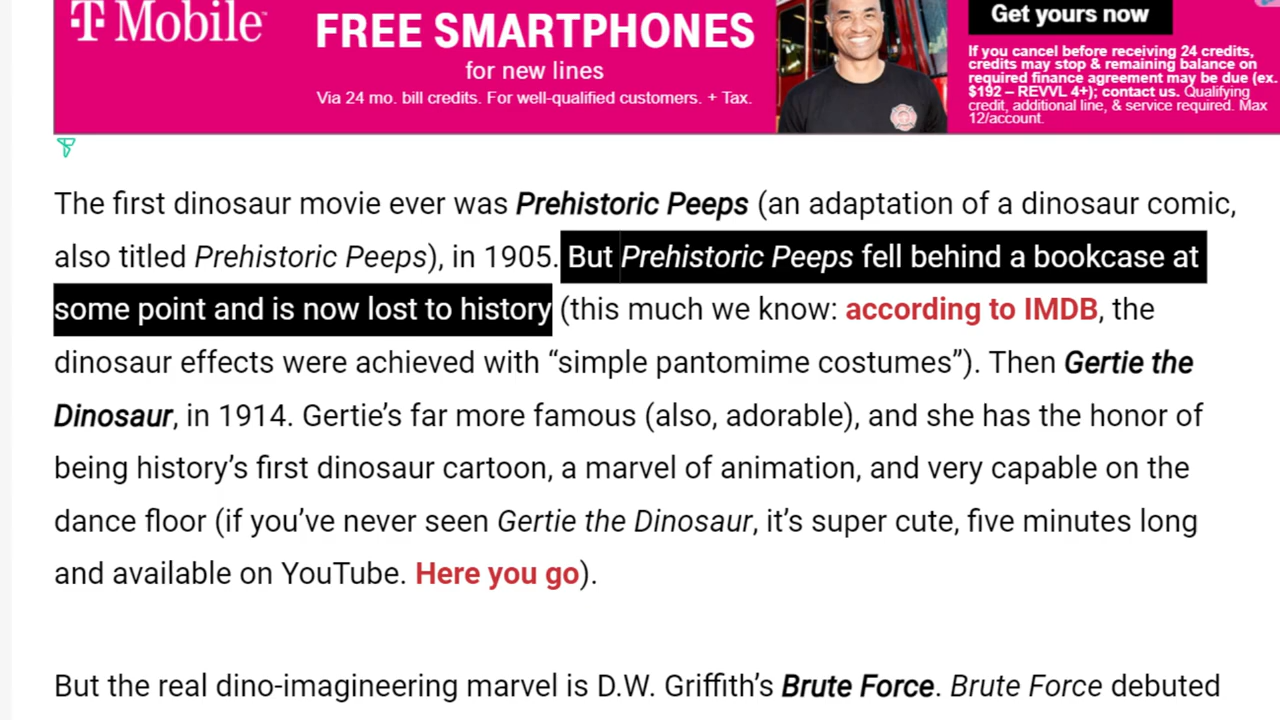 T Mobile
FREE SMARTPHONES
for new lines
Via 24 mo. bill credits. For well-qualified customers. + Tax.
Get yours now
If you cancel before receiving 24 credits,
credits may stop & remaining balance on
required finance agreement may be due (ex.
$192 – REVVL 4+); contact us. Qualifying
credit, additional line, & service required. Max
12/account.
The first dinosaur movie ever was Prehistoric Peeps (an adaptation of a dinosaur comic,
also titled Prehistoric Peeps), in 1905. But Prehistoric Peeps fell behind a bookcase at
some point and is now lost to history (this much we know: according to IMDB, the
dinosaur effects were achieved with “simple pantomime costumes”). Then Gertie the
Dinosaur, in 1914. Gertie’s far more famous (also, adorable), and she has the honor of
being history’s first dinosaur cartoon, a marvel of animation, and very capable on the
dance floor (if you’ve never seen Gertie the Dinosaur, it’s super cute, five minutes long
and available on YouTube. Here you go).
But the real dino-imagineering marvel is D.W. Griffith’s Brute Force. Brute Force debuted